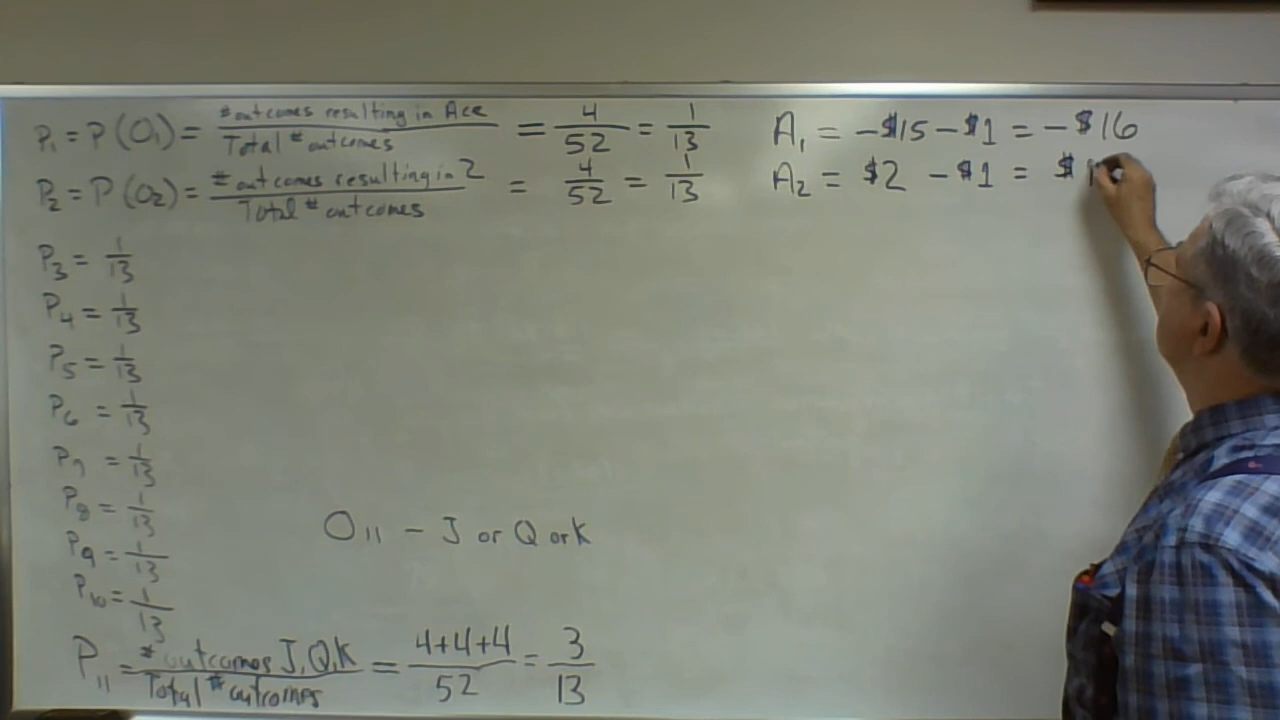 P₁ = P(O₁) = # outcomes resulting in Ace / Total # outcomes = 4/52 = 1/13
A₁ = -$15 - $1 = -$16
P₂ = P(O₂) = # outcomes resulting in 2 / Total # outcomes = 4/52 = 1/13
A₂ = $2 - $1 = $1
P₃ = 1/13
P₄ = 1/13
P₅ = 1/13
P₆ = 1/13
P₇ = 1/13
P₈ = 1/13
O₁₁ - J or Q or K
P₉ = 1/13
P₁₀ = 1/13
P₁₁ = # outcomes J, Q, K / Total # outcomes = 4+4+4/52 = 3/13